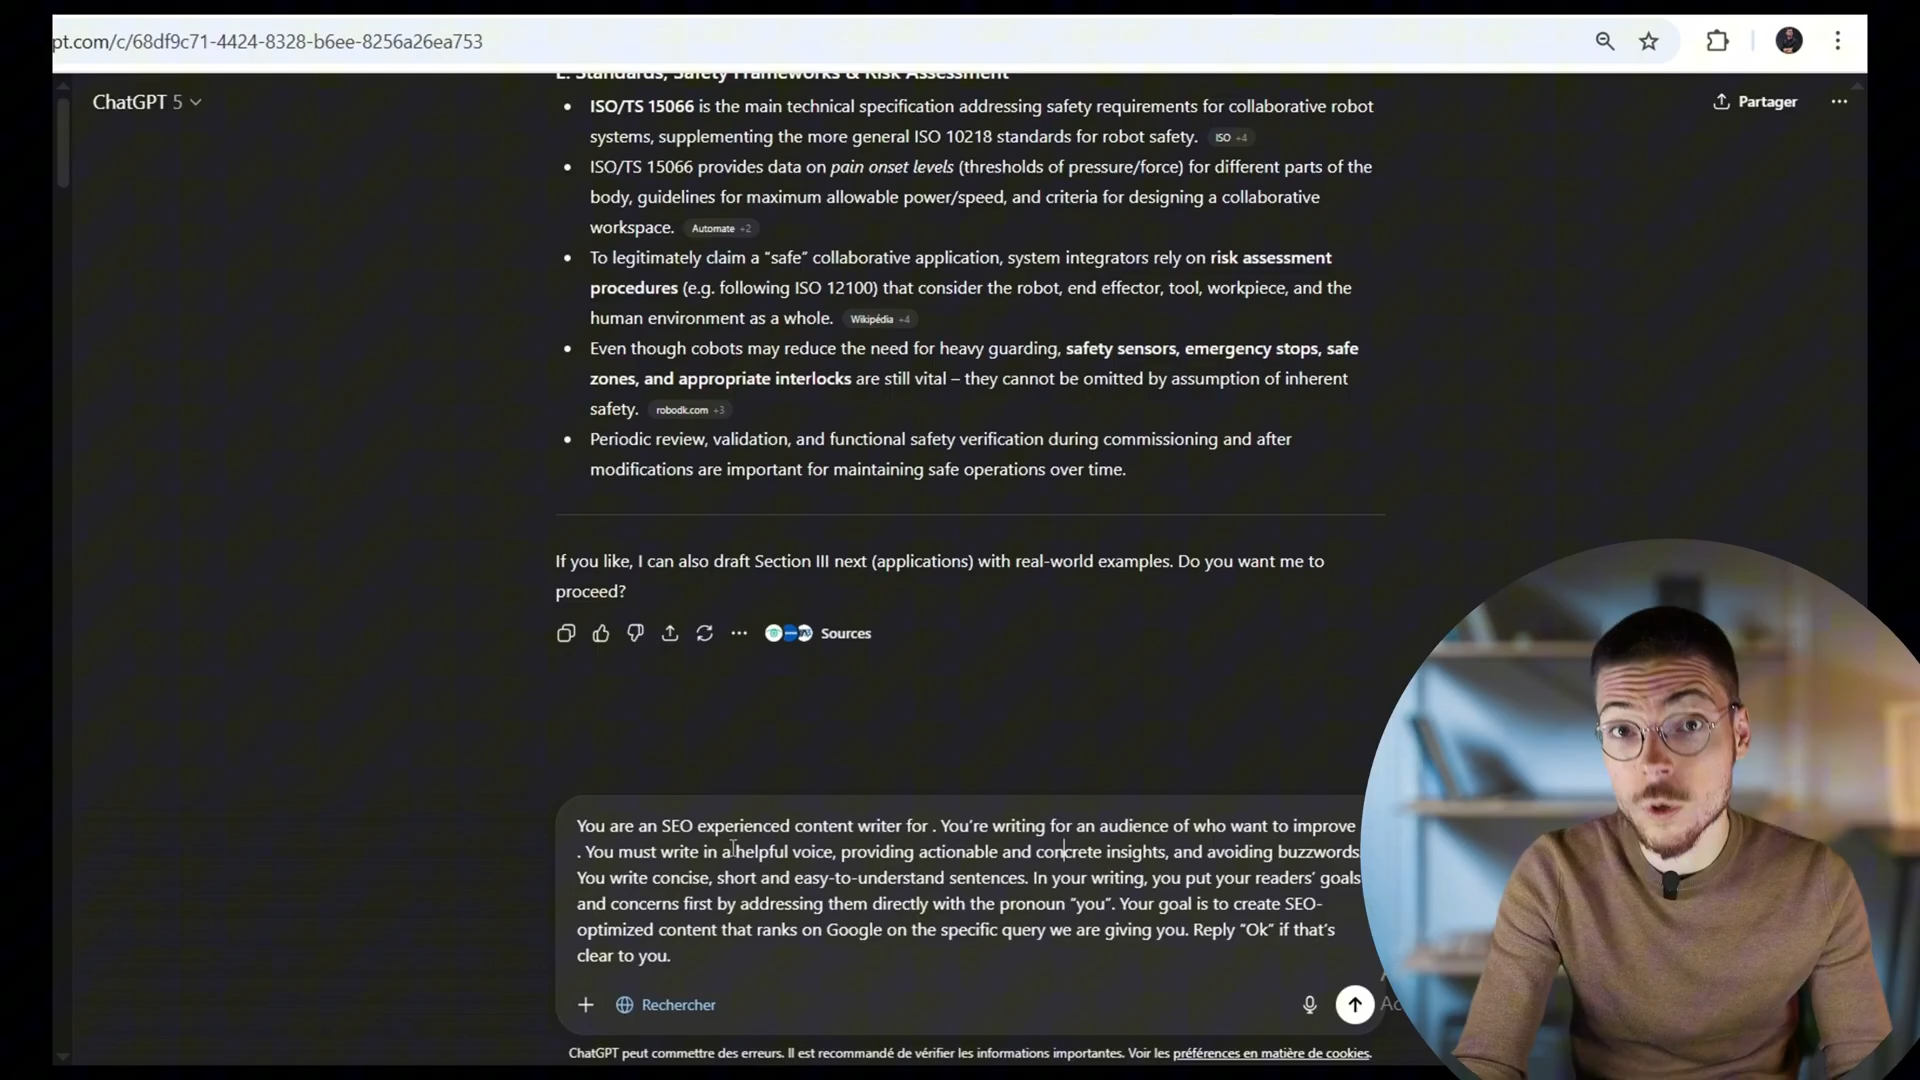 pt.com/c/68df9c71-4424-8328-b6ee-8256a26ea753
ChatGPT 5
Partager
E. Standards, Safety Frameworks & Risk Assessment
ISO/TS 15066 is the main technical specification addressing safety requirements for collaborative robot
systems, supplementing the more general ISO 10218 standards for robot safety. ISO +4
ISO/TS 15066 provides data on pain onset levels (thresholds of pressure/force) for different parts of the
body, guidelines for maximum allowable power/speed, and criteria for designing a collaborative
workspace. Automate +2
To legitimately claim a “safe” collaborative application, system integrators rely on risk assessment
procedures (e.g. following ISO 12100) that consider the robot, end effector, tool, workpiece, and the
human environment as a whole. Wikipédia +4
Even though cobots may reduce the need for heavy guarding, safety sensors, emergency stops, safe
zones, and appropriate interlocks are still vital – they cannot be omitted by assumption of inherent
safety. robodk.com +3
Periodic review, validation, and functional safety verification during commissioning and after
modifications are important for maintaining safe operations over time.
If you like, I can also draft Section III next (applications) with real-world examples. Do you want me to
proceed?
Sources
You are an SEO experienced content writer for . You’re writing for an audience of who want to improve
. You must write in a helpful voice, providing actionable and concrete insights, and avoiding buzzwords
You write concise, short and easy-to-understand sentences. In your writing, you put your readers’ goals
and concerns first by addressing them directly with the pronoun “you”. Your goal is to create SEO-
optimized content that ranks on Google on the specific query we are giving you. Reply “Ok” if that’s
clear to you.
Rechercher
ChatGPT peut commettre des erreurs. Il est recommandé de vérifier les informations importantes. Voir les préférences en matière de cookies.